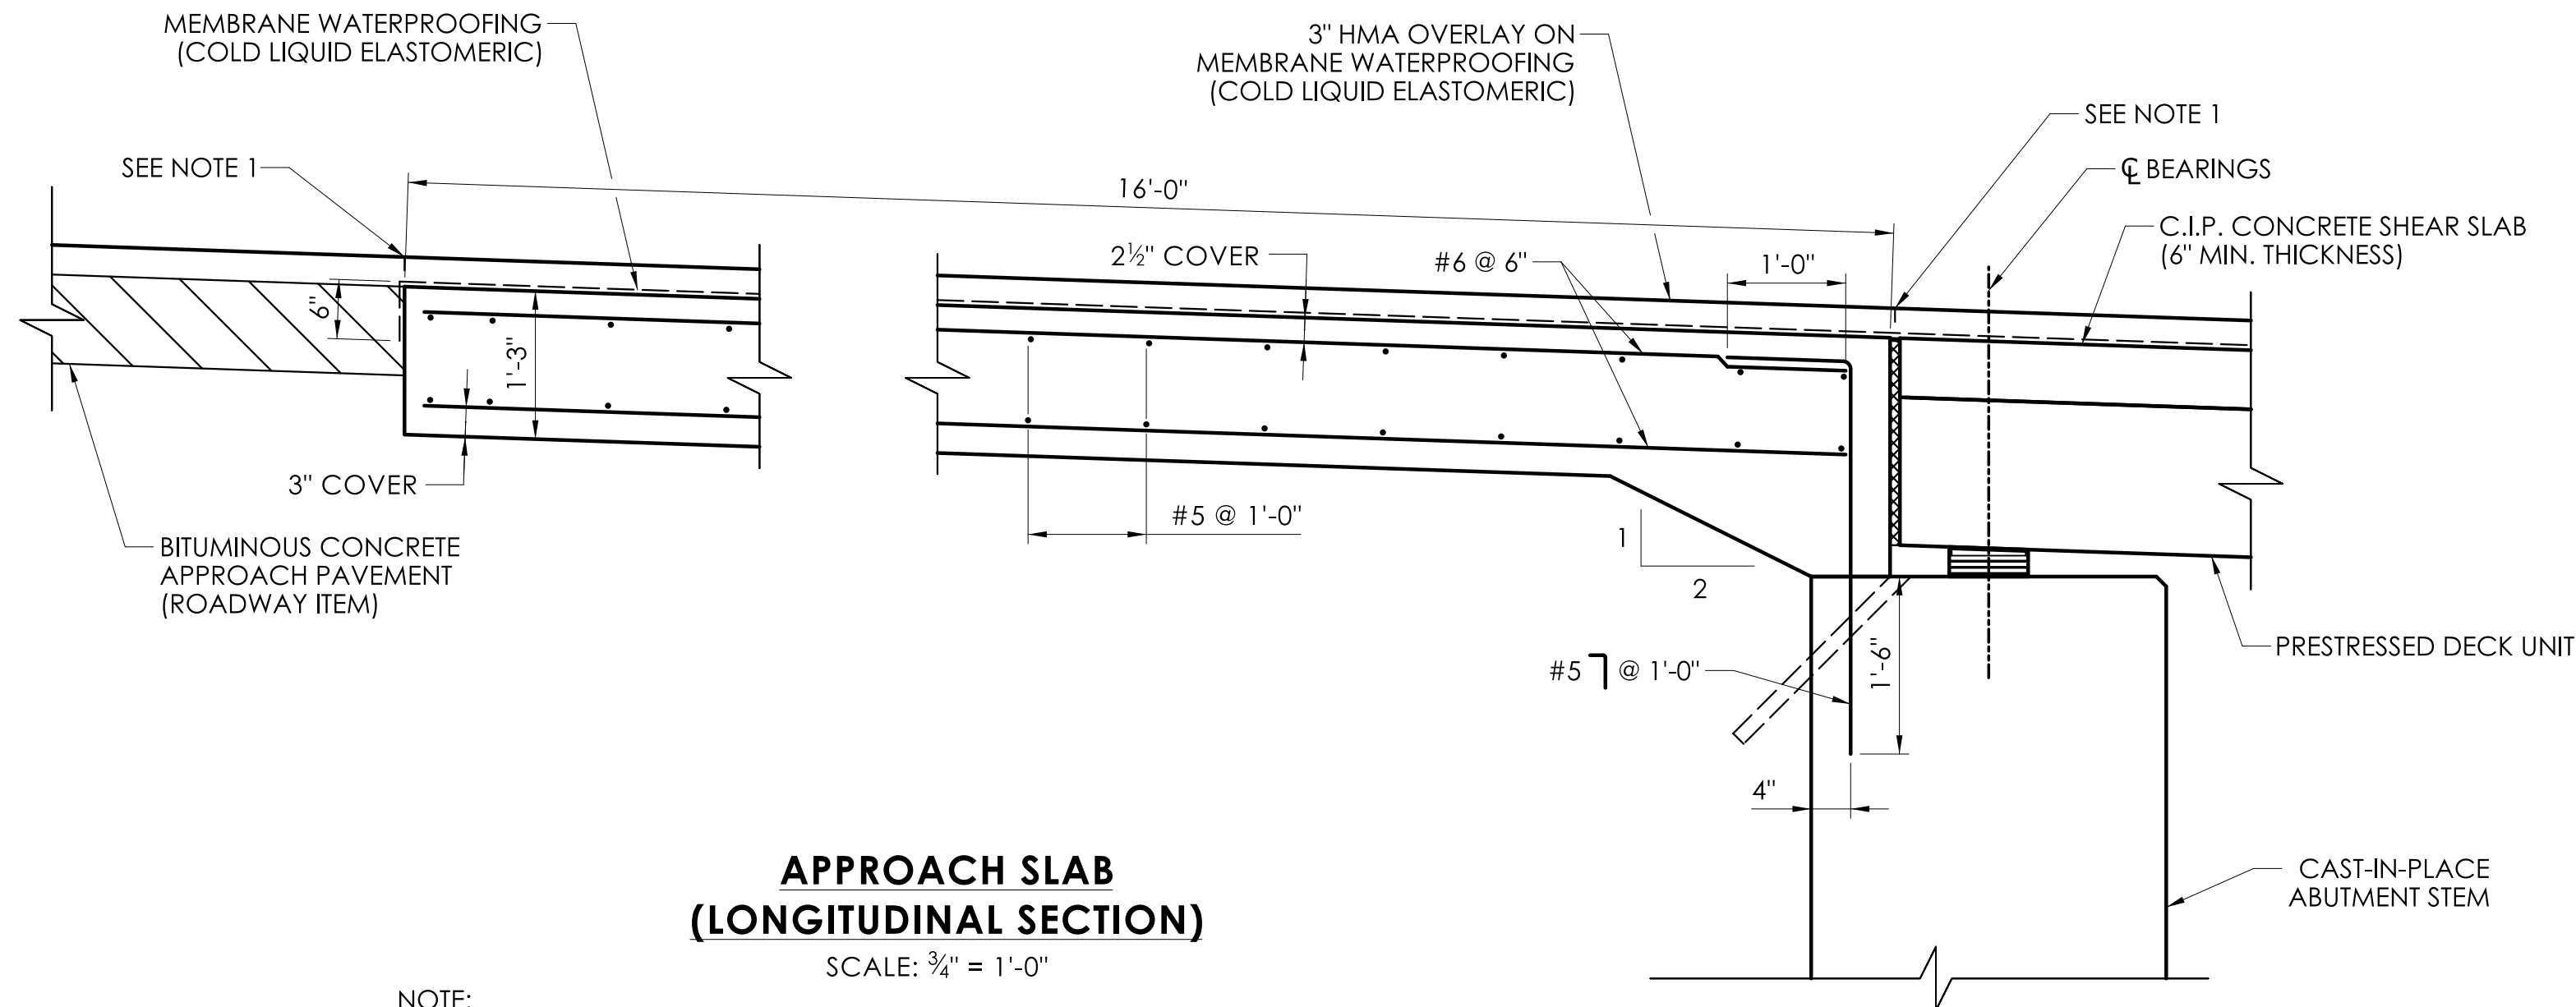 MEMBRANE WATERPROOFING
(COLD LIQUID ELASTOMERIC)
3" HMA OVERLAY ON
MEMBRANE WATERPROOFING
(COLD LIQUID ELASTOMERIC)
SEE NOTE 1
SEE NOTE 1
℄ BEARINGS
16'-0"
C.I.P. CONCRETE SHEAR SLAB
(6" MIN. THICKNESS)
2½" COVER
#6 @ 6"
1'-0"
6"
1'-3"
3" COVER
#5 @ 1'-0"
BITUMINOUS CONCRETE
APPROACH PAVEMENT
(ROADWAY ITEM)
1
2
PRESTRESSED DECK UNIT
#5 @ 1'-0"
1'-6"
4"
APPROACH SLAB
(LONGITUDINAL SECTION)
SCALE: ¾" = 1'-0"
CAST-IN-PLACE
ABUTMENT STEM
NOTE: